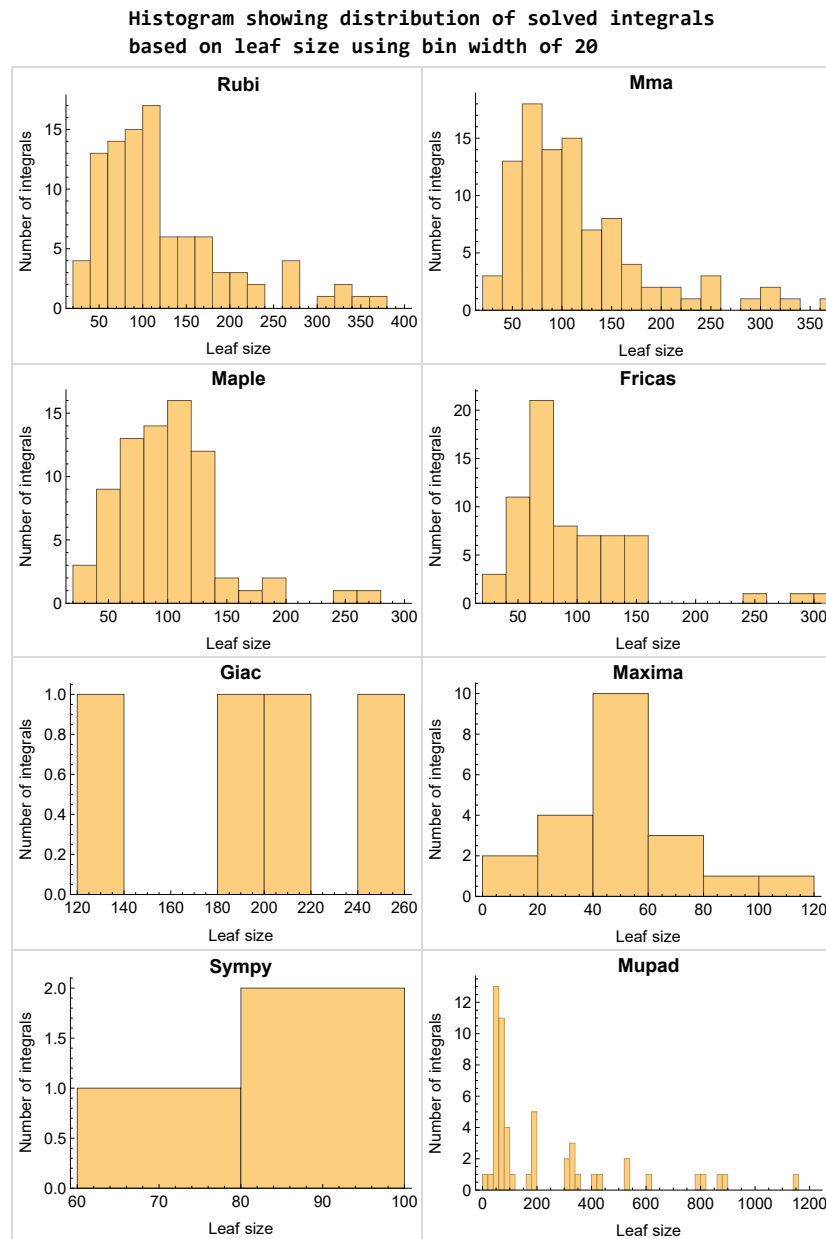 Histogram showing distribution of solved integrals
based on leaf size using bin width of 20
Rubi
Number of integrals
15
10
5
0
50 100 150 200 250 300 350 400
Leaf size
Mma
Number of integrals
15
10
5
0
50 100 150 200 250 300 350
Leaf size
Maple
Number of integrals
15
10
5
0
50 100 150 200 250 300
Leaf size
Fricas
Number of integrals
20
15
10
5
0
50 100 150 200 250 300
Leaf size
Giac
Number of integrals
1.0
0.8
0.6
0.4
0.2
0.0
120 140 160 180 200 220 240 260
Leaf size
Maxima
Number of integrals
10
8
6
4
2
0
0 20 40 60 80 100 120
Leaf size
Sympy
Number of integrals
2.0
1.5
1.0
0.5
0.0
60 70 80 90 100
Leaf size
Mupad
Number of integrals
12
10
8
6
4
2
0
0 200 400 600 800 1000 1200
Leaf size